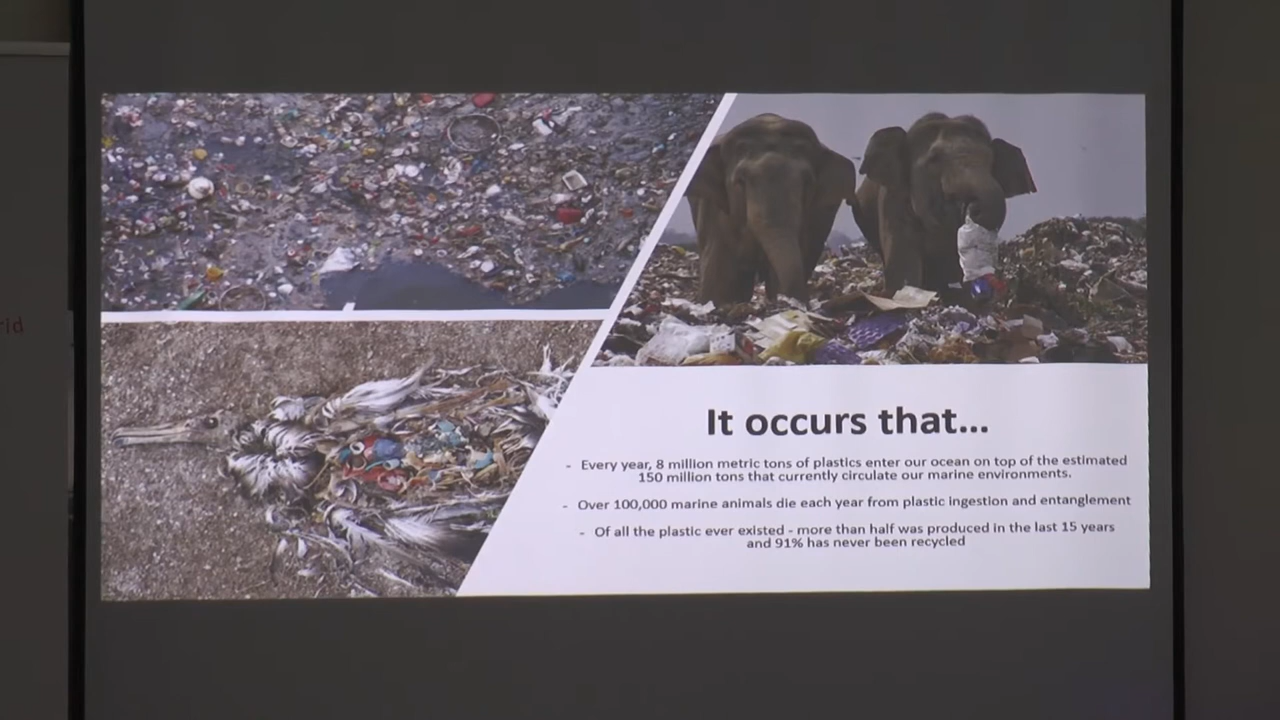 rid
It occurs that...
- Every year, 8 million metric tons of plastics enter our ocean on top of the estimated
150 million tons that currently circulate our marine environments.
- Over 100,000 marine animals die each year from plastic ingestion and entanglement
- Of all the plastic ever existed - more than half was produced in the last 15 years
and 91% has never been recycled